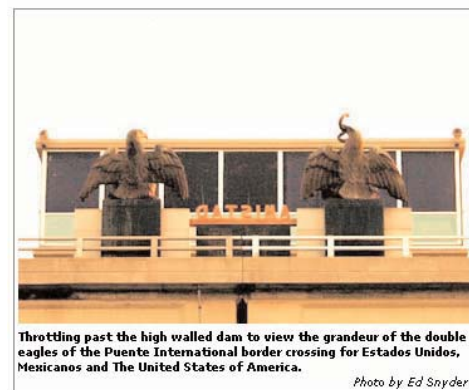 AMISTAD
Throttling past the high walled dam to view the grandeur of the double
eagles of the Puente International border crossing for Estados Unidos,
Mexicanos and The United States of America.
Photo by Ed Snyder